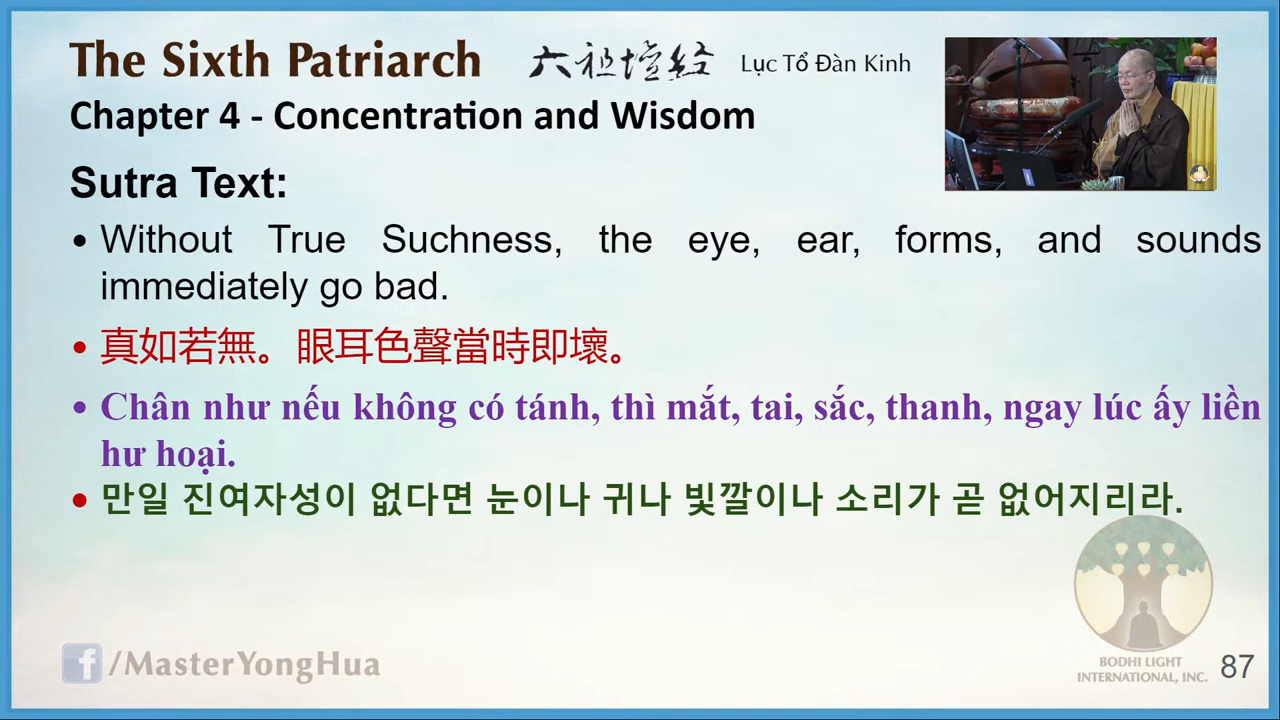 The Sixth Patriarch 六祖壇經 Lục Tổ Đàn Kinh
Chapter 4 - Concentration and Wisdom
Sutra Text:
• Without True Suchness, the eye, ear, forms, and sounds
immediately go bad.
• 真如若無。眼耳色聲當時即壞。
• Chân như nếu không có tánh, thì mắt, tai, sắc, thanh, ngay lúc ấy liền
hư hoại.
• 만일 진여자성이 없다면 눈이나 귀나 빛깔이나 소리가 곧 없어지리라.
f /MasterYongHua
BODHI LIGHT
INTERNATIONAL, INC.
87